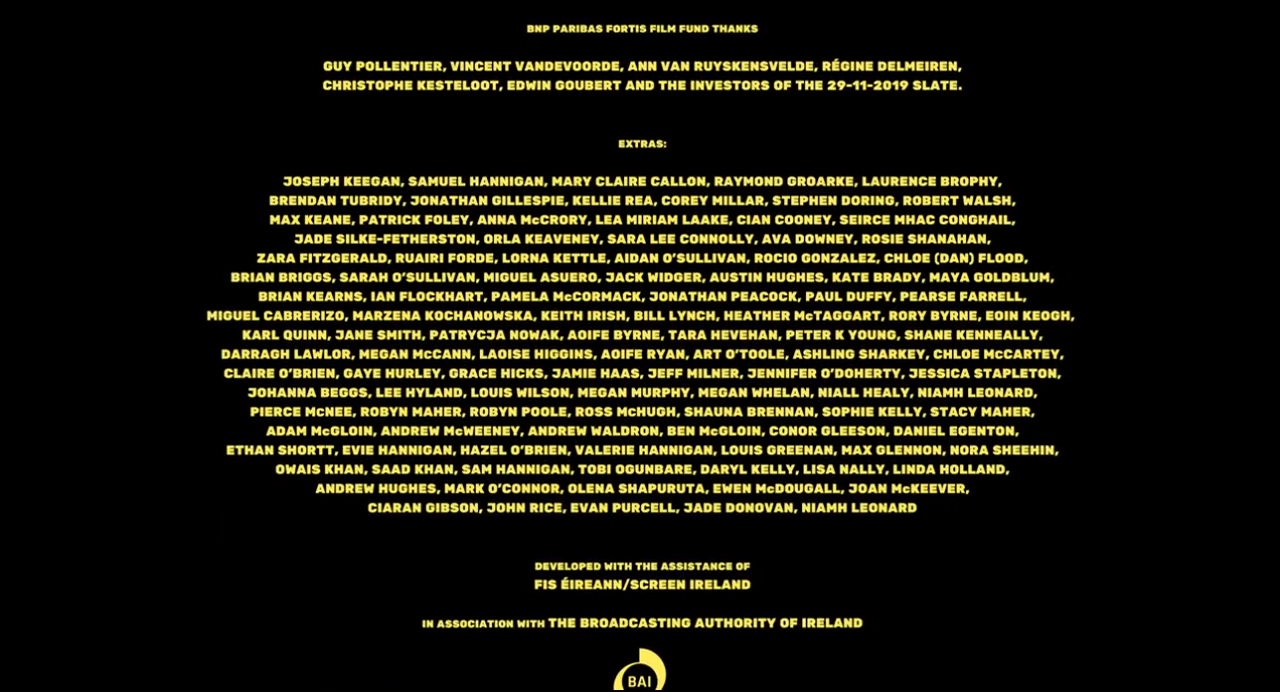 BNP PARIBAS FORTIS FILM FUND THANKS
GUY POLLENTIER, VINCENT VANDEVOORDE, ANN VAN RUYSKENSVELDE, RÉGINE DELMEIREN,
CHRISTOPHE KESTELOOT, EDWIN GOUBERT AND THE INVESTORS OF THE 29-11-2019 SLATE.
EXTRAS:
JOSEPH KEEGAN, SAMUEL HANNIGAN, MARY CLAIRE CALLON, RAYMOND GROARKE, LAURENCE BROPHY,
BRENDAN TUBRIDY, JONATHAN GILLESPIE, KELLIE REA, COREY MILLAR, STEPHEN DORING, ROBERT WALSH,
MAX KEANE, PATRICK FOLEY, ANNA McCRORY, LEA MIRIAM LAAKE, CIAN COONEY, SEIRCE MHAC CONGHAIL,
JADE SILKE-FETHERSTON, ORLA KEAVENEY, SARA LEE CONNOLLY, AVA DOWNEY, ROSIE SHANAHAN,
ZARA FITZGERALD, RUAIRI FORDE, LORNA KETTLE, AIDAN O'SULLIVAN, ROCIO GONZALEZ, CHLOE (DAN) FLOOD,
BRIAN BRIGGS, SARAH O'SULLIVAN, MIGUEL ASUERO, JACK WIDGER, AUSTIN HUGHES, KATE BRADY, MAYA GOLDBLUM,
BRIAN KEARNS, IAN FLOCKHART, PAMELA McCORMACK, JONATHAN PEACOCK, PAUL DUFFY, PEARSE FARRELL,
MIGUEL CABRERIZO, MARZENA KOCHANOWSKA, KEITH IRISH, BILL LYNCH, HEATHER McTAGGART, RORY BYRNE, EOIN KEOGH,
KARL QUINN, JANE SMITH, PATRYCJA NOWAK, AOIFE BYRNE, TARA HEVEHAN, PETER K YOUNG, SHANE KENNEALLY,
DARRAGH LAWLOR, MEGAN McCANN, LAOISE HIGGINS, AOIFE RYAN, ART O'TOOLE, ASHLING SHARKEY, CHLOE McCARTEY,
CLAIRE O'BRIEN, GAYE HURLEY, GRACE HICKS, JAMIE HAAS, JEFF MILNER, JENNIFER O'DOHERTY, JESSICA STAPLETON,
JOHANNA BEGGS, LEE HYLAND, LOUIS WILSON, MEGAN MURPHY, MEGAN WHELAN, NIALL HEALY, NIAMH LEONARD,
PIERCE McNEE, ROBYN MAHER, ROBYN POOLE, ROSS McHUGH, SHAUNA BRENNAN, SOPHIE KELLY, STACY MAHER,
ADAM McGLOIN, ANDREW McWEENEY, ANDREW WALDRON, BEN McGLOIN, CONOR GLEESON, DANIEL EGENTON,
ETHAN SHORTT, EVIE HANNIGAN, HAZEL O'BRIEN, VALERIE HANNIGAN, LOUIS GREENAN, MAX GLENNON, NORA SHEEHIN,
OWAIS KHAN, SAAD KHAN, SAM HANNIGAN, TOBI OGUNBARE, DARYL KELLY, LISA NALLY, LINDA HOLLAND,
ANDREW HUGHES, MARK O'CONNOR, OLENA SHAPURUTA, EWEN McDOUGALL, JOAN McKEEVER,
CIARAN GIBSON, JOHN RICE, EVAN PURCELL, JADE DONOVAN, NIAMH LEONARD
DEVELOPED WITH THE ASSISTANCE OF
FIS ÉIREANN/SCREEN IRELAND
IN ASSOCIATION WITH THE BROADCASTING AUTHORITY OF IRELAND
BAI